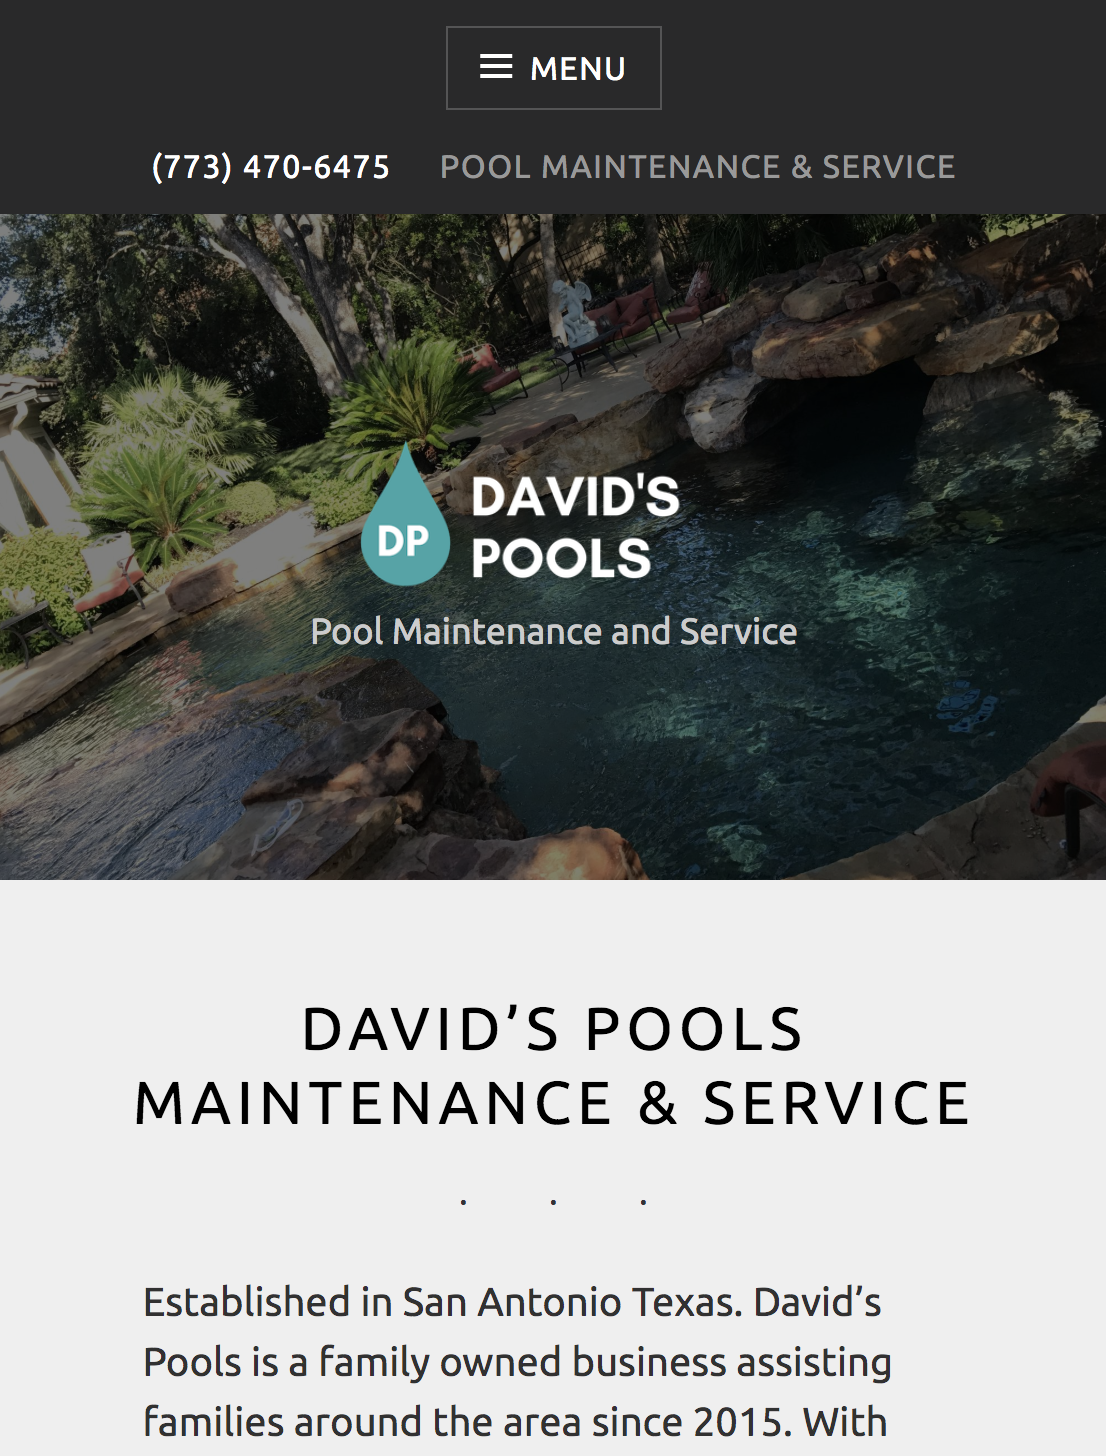 MENU
(773) 470-6475 POOL MAINTENANCE & SERVICE
DP
DAVID'S
POOLS
Pool Maintenance and Service
DAVID’S POOLS
MAINTENANCE & SERVICE
. . .
Established in San Antonio Texas. David’s
Pools is a family owned business assisting
families around the area since 2015. With